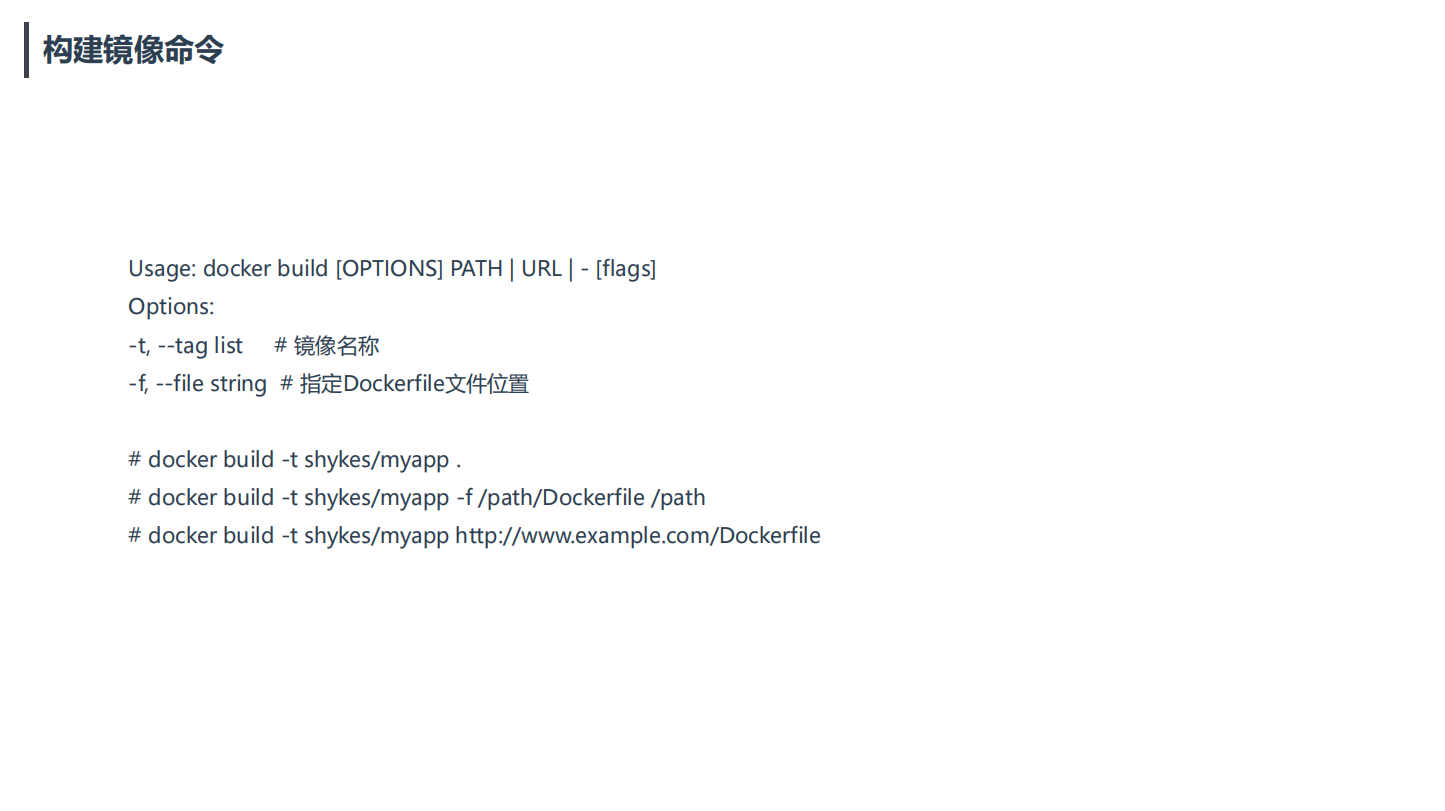 构建镜像命令
Usage: docker build [OPTIONS] PATH | URL | - [flags]
Options:
-t, --tag list     # 镜像名称
-f, --file string  # 指定Dockerfile文件位置
# docker build -t shykes/myapp .
# docker build -t shykes/myapp -f /path/Dockerfile /path
# docker build -t shykes/myapp http://www.example.com/Dockerfile